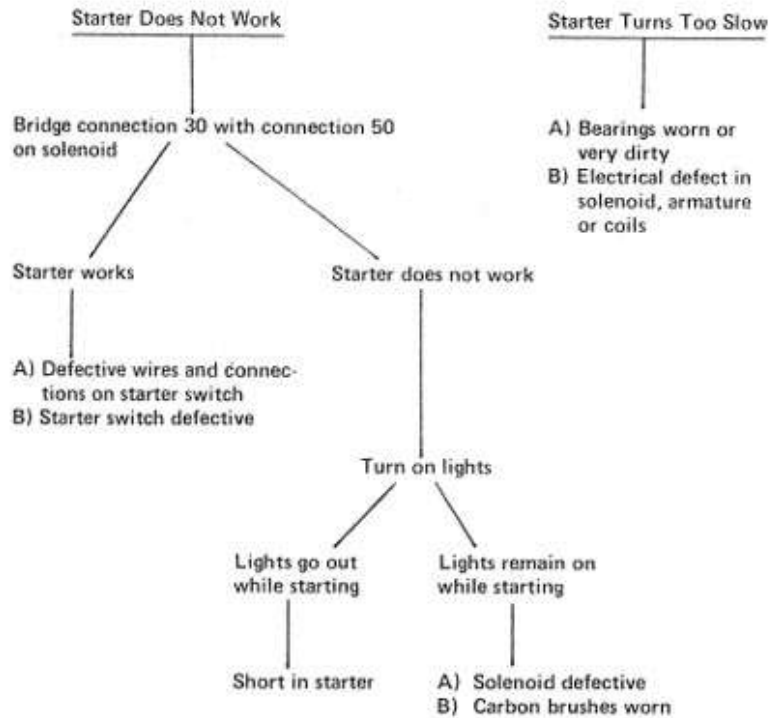 Starter Does Not Work
Starter Turns Too Slow
Bridge connection 30 with connection 50
on solenoid
A) Bearings worn or
very dirty
B) Electrical defect in
solenoid, armature
or coils
Starter works
Starter does not work
A) Defective wires and connec-
tions on starter switch
B) Starter switch defective
Turn on lights
Lights go out
while starting
Lights remain on
while starting
Short in starter
A) Solenoid defective
B) Carbon brushes worn